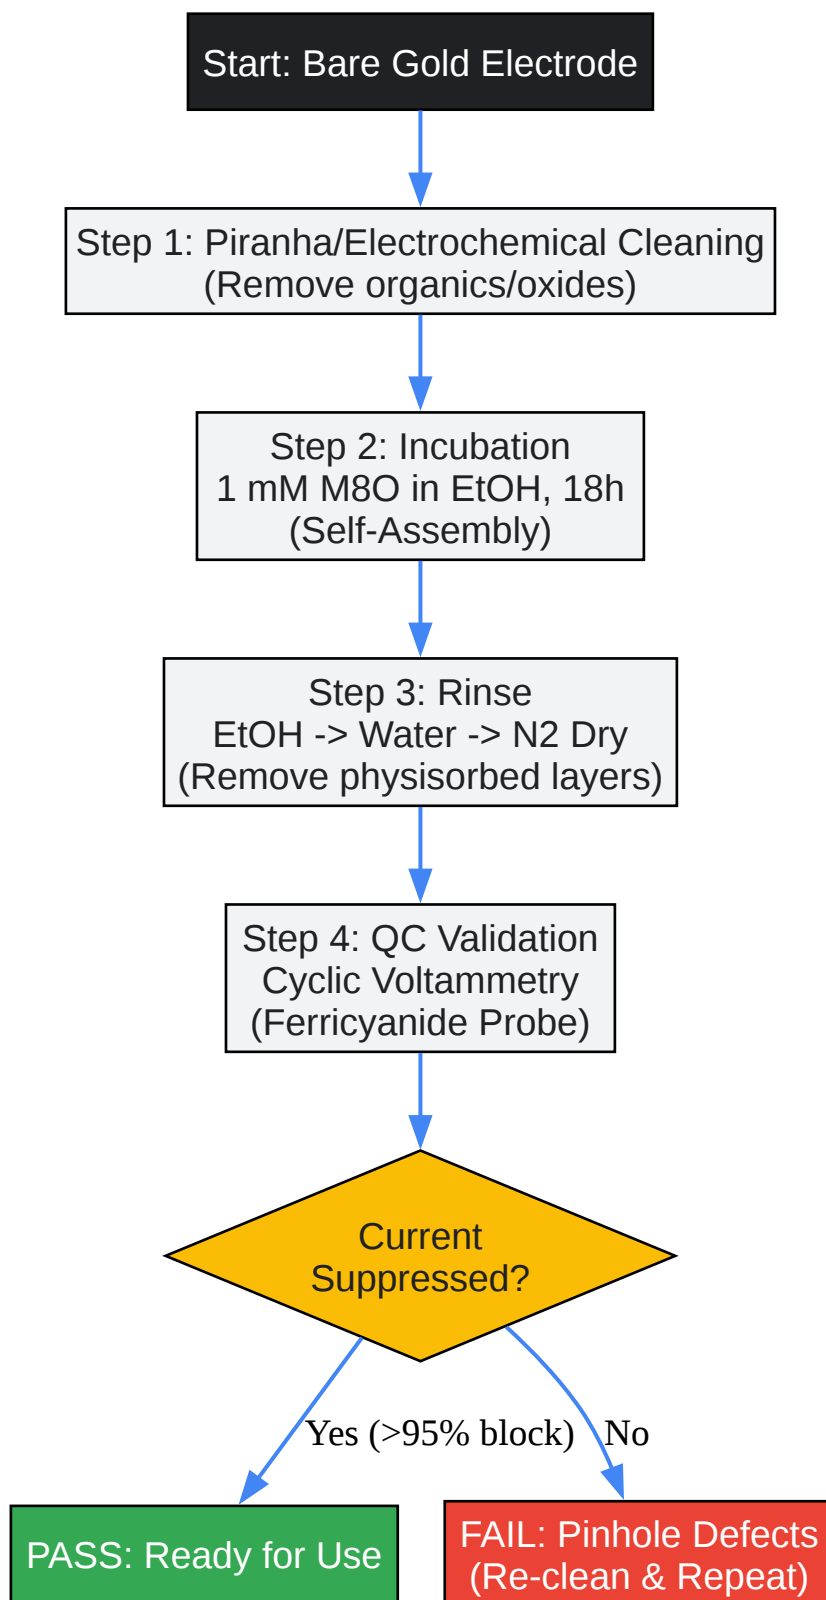 Start: Bare Gold Electrode
Step 1: Piranha/Electrochemical Cleaning
(Remove organics/oxides)
Step 2: Incubation
1 mM M8O in EtOH, 18h
(Self-Assembly)
Step 3: Rinse
EtOH -> Water -> N2 Dry
(Remove physisorbed layers)
Step 4: QC Validation
Cyclic Voltammetry
(Ferricyanide Probe)
Current
Suppressed?
Yes (>95% block)
No
PASS: Ready for Use
FAIL: Pinhole Defects
(Re-clean & Repeat)